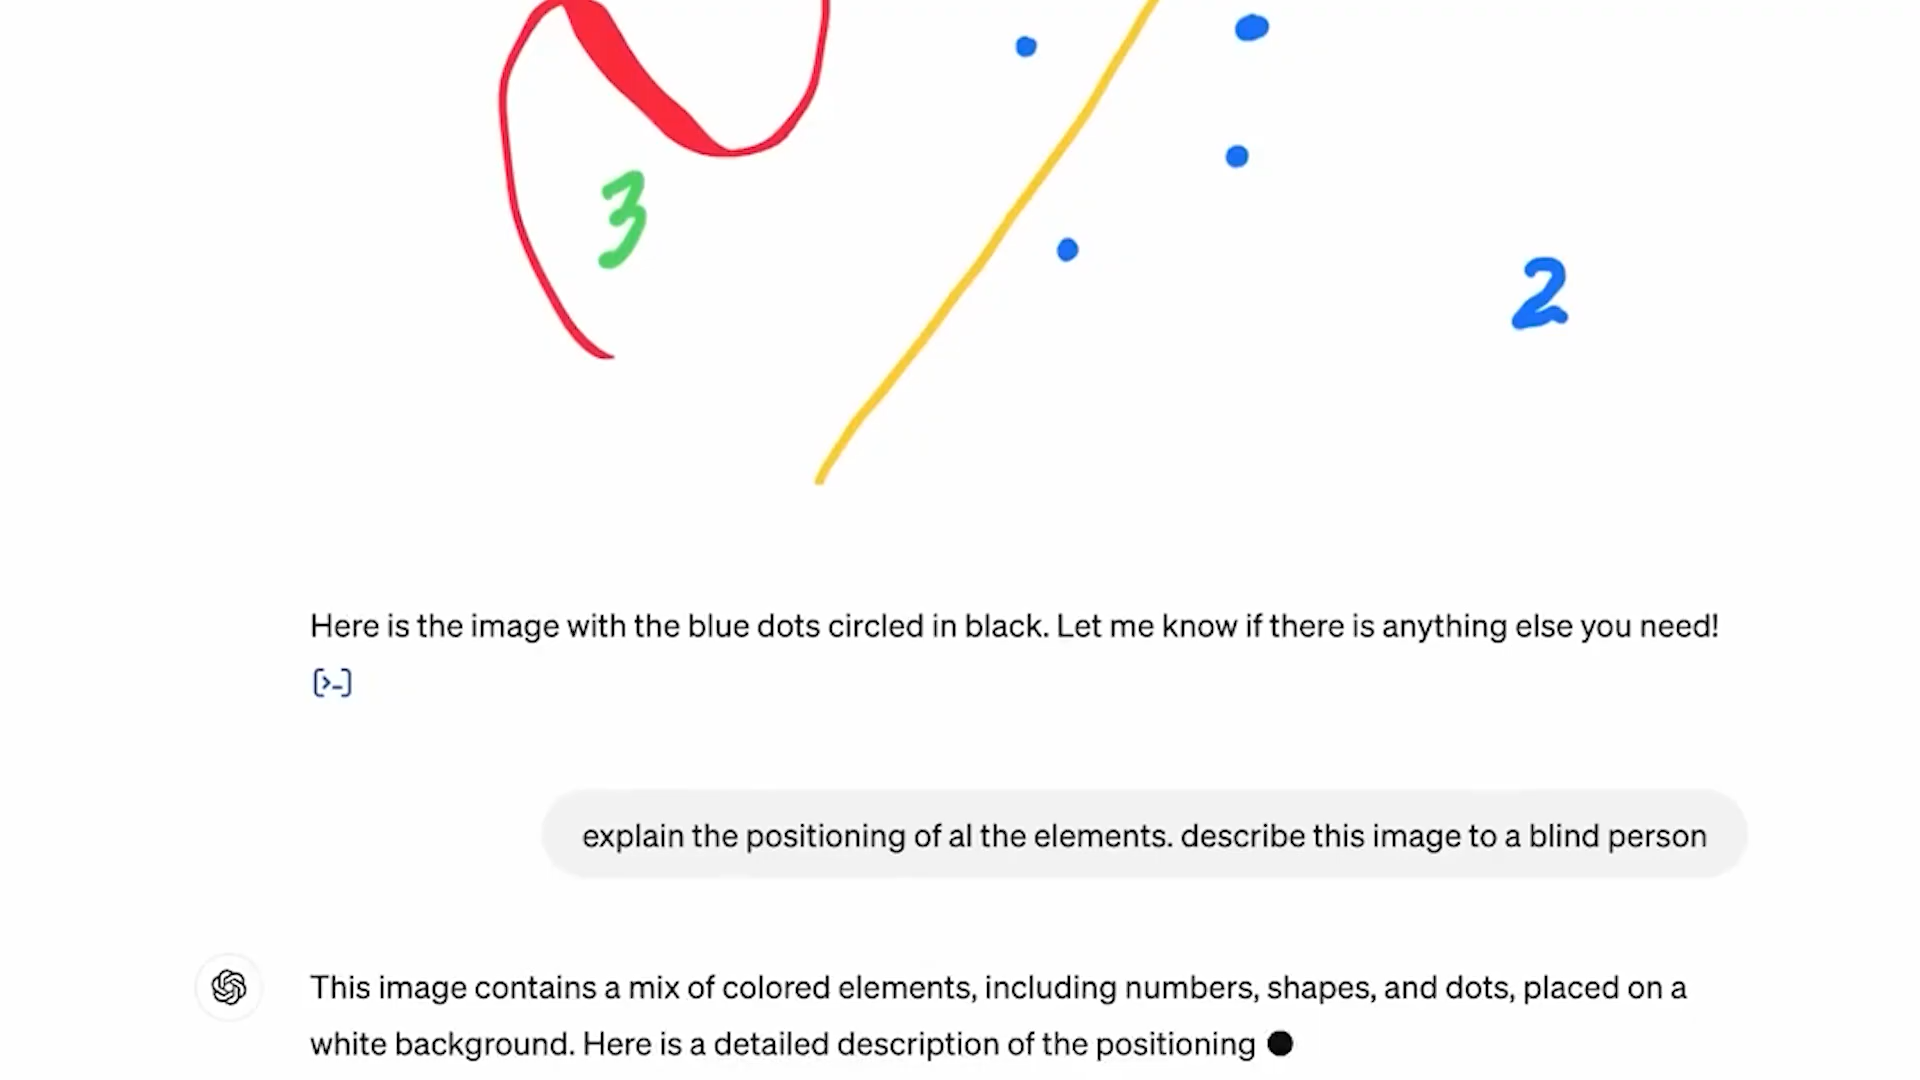 3
2
Here is the image with the blue dots circled in black. Let me know if there is anything else you need!
[>_]
explain the positioning of al the elements. describe this image to a blind person
This image contains a mix of colored elements, including numbers, shapes, and dots, placed on a
white background. Here is a detailed description of the positioning